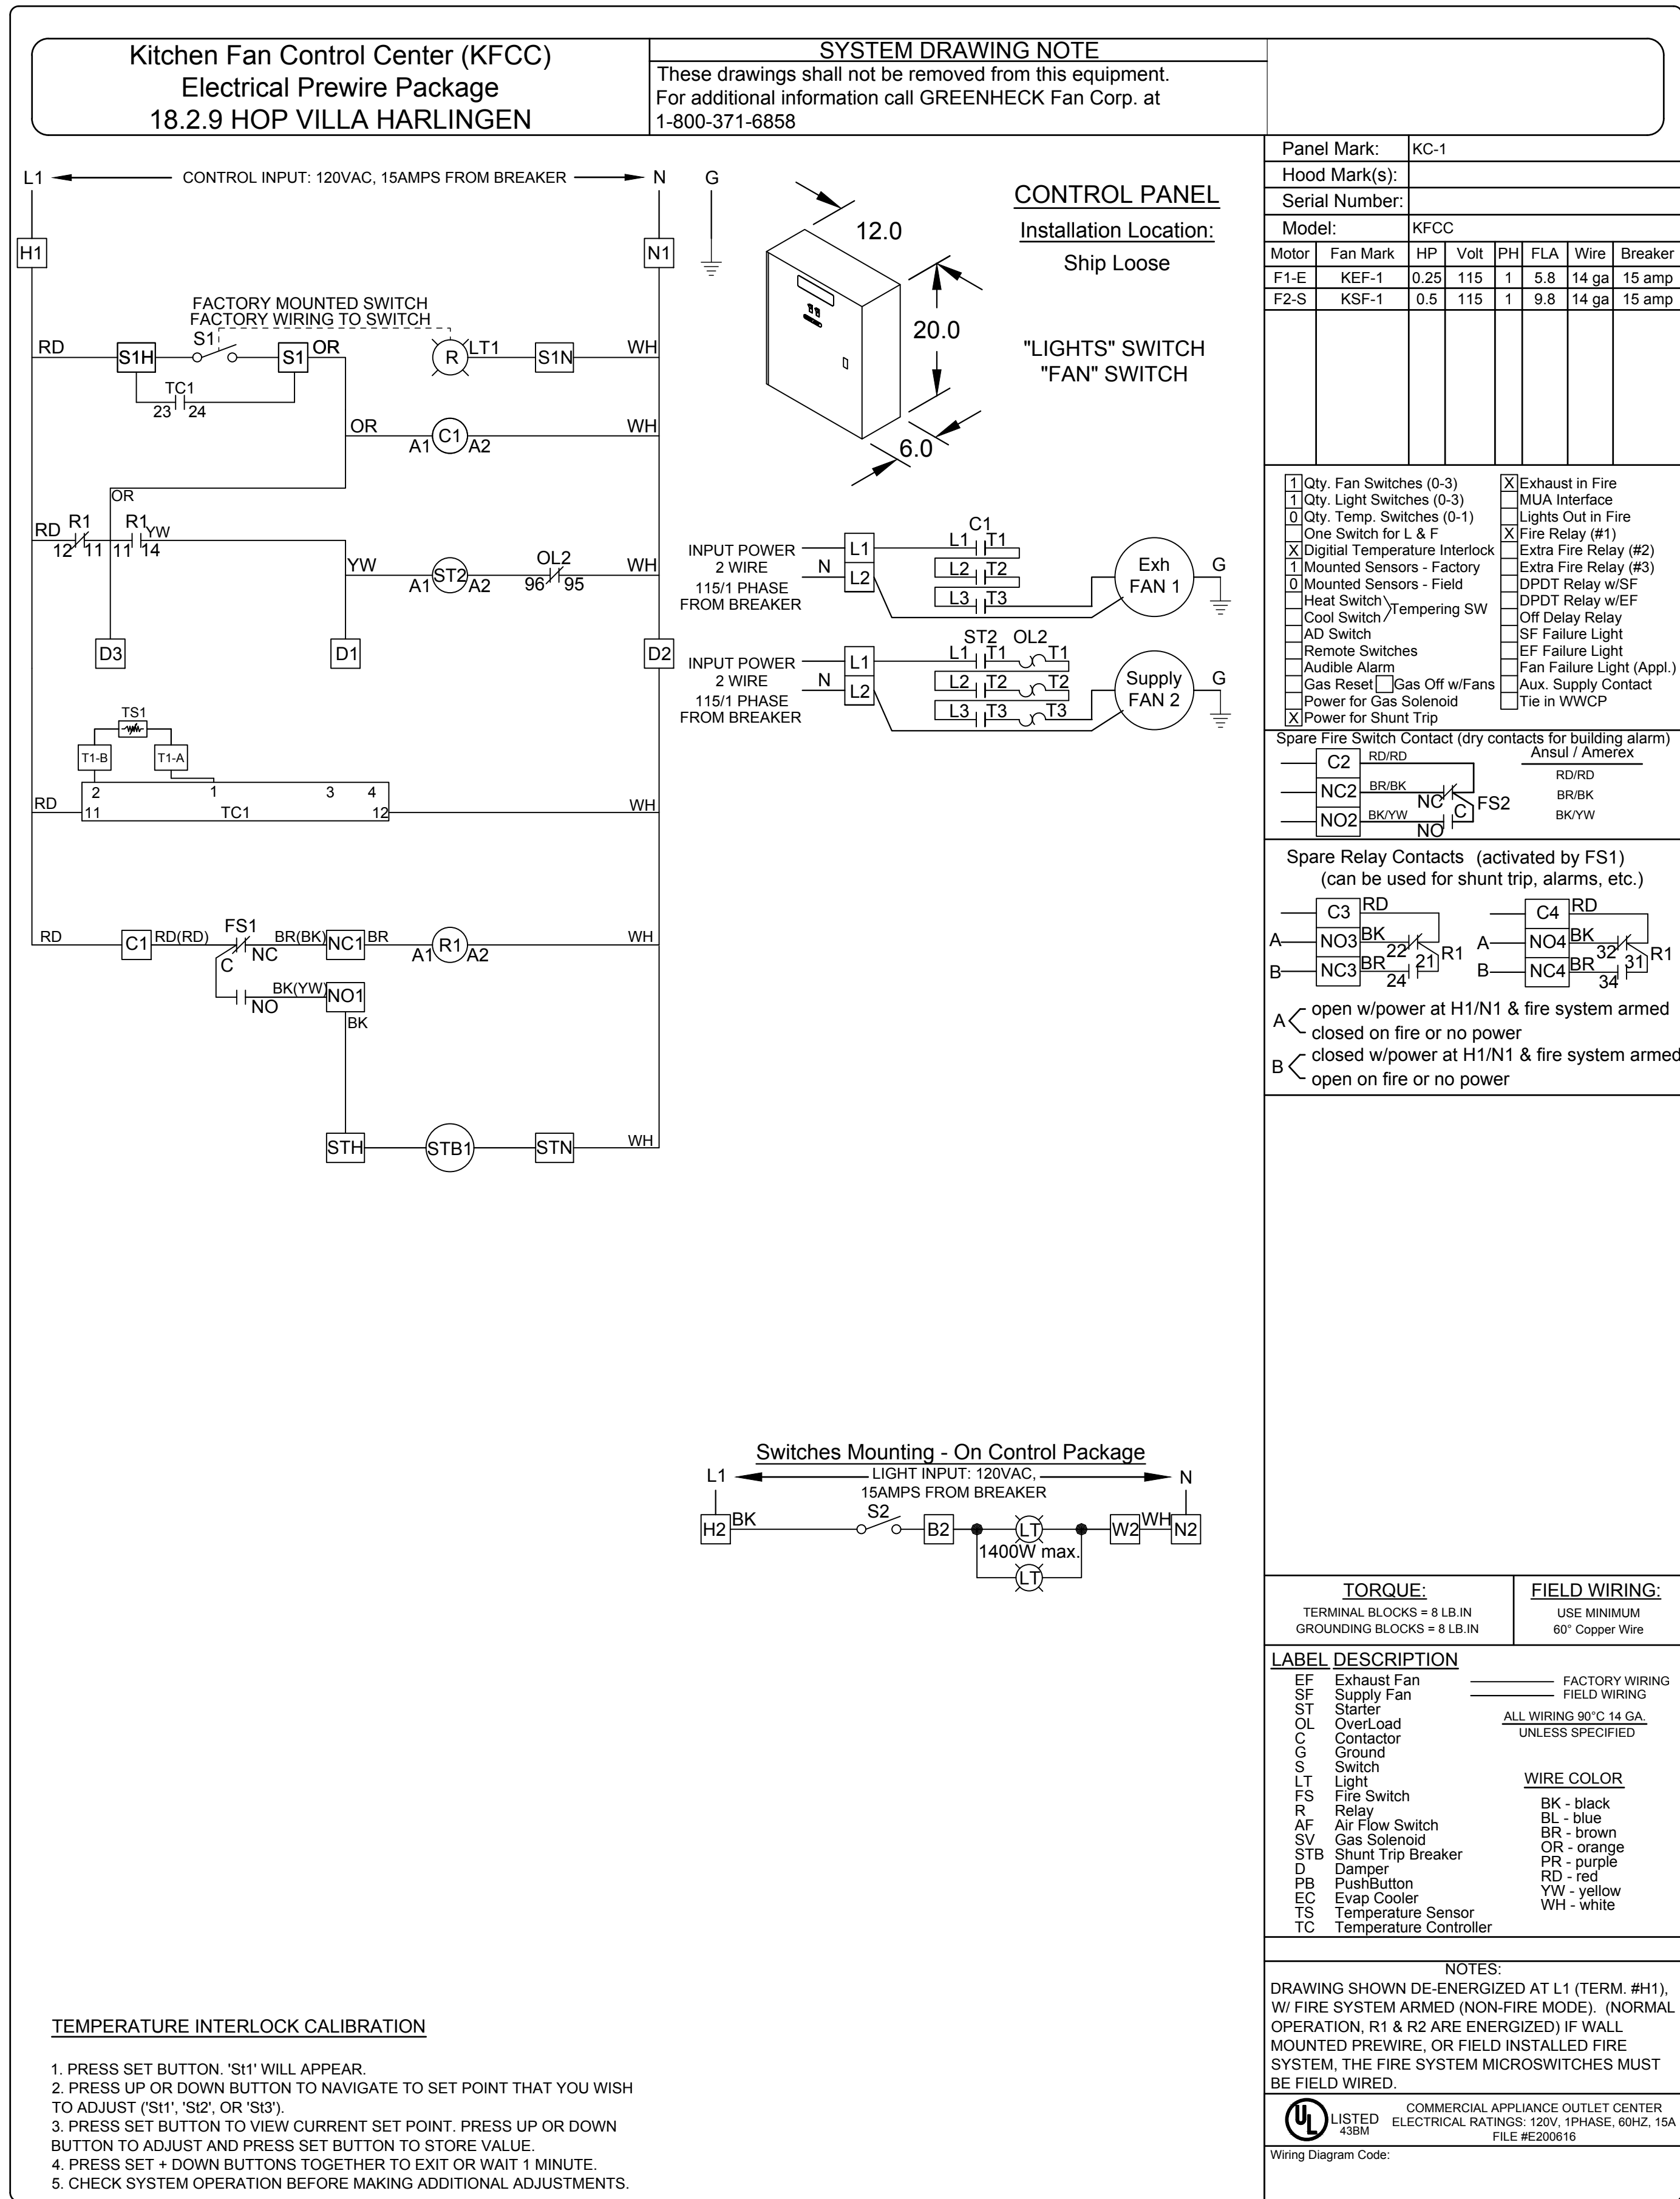 Kitchen Fan Control Center (KFCC)
Electrical Prewire Package
18.2.9 HOP VILLA HARLINGEN
SYSTEM DRAWING NOTE
These drawings shall not be removed from this equipment.
For additional information call GREENHECK Fan Corp. at
1-800-371-6858
Panel Mark: KC-1
Hood Mark(s):
Serial Number:
Model: KFCC
Motor Fan Mark HP Volt PH FLA Wire Breaker
F1-E KEF-1 0.25 115 1 5.8 14 ga 15 amp
F2-S KSF-1 0.5 115 1 9.8 14 ga 15 amp
L1 CONTROL INPUT: 120VAC, 15AMPS FROM BREAKER N G
H1 N1
FACTORY MOUNTED SWITCH
FACTORY WIRING TO SWITCH
RD S1H S1 S1 OR R LT1 S1N WH
TC1
23 24
OR A1 C1 A2 WH
OR
RD R1 R1 YW
12 11 11 14
YW A1 ST2 A2 OL2 WH
96 95
D3 D1 D2
TS1
T1-B T1-A
2 1 3 4
RD 11 TC1 12 WH
FS1
RD C1 RD(RD) NC BR(BK) NC1 BR A1 R1 A2 WH
C
NO BK(YW) NO1
BK
STH STB1 STN WH
12.0
20.0
6.0
CONTROL PANEL
Installation Location:
Ship Loose
"LIGHTS" SWITCH
"FAN" SWITCH
C1
INPUT POWER L1 L1 T1
2 WIRE N L2 L2 T2 Exh G
115/1 PHASE L3 T3 FAN 1
FROM BREAKER
ST2 OL2
INPUT POWER L1 L1 T1 T1
2 WIRE N L2 L2 T2 T2 Supply G
115/1 PHASE L3 T3 T3 FAN 2
FROM BREAKER
1 Qty. Fan Switches (0-3)
1 Qty. Light Switches (0-3)
0 Qty. Temp. Switches (0-1)
One Switch for L & F
X Digitial Temperature Interlock
1 Mounted Sensors - Factory
0 Mounted Sensors - Field
Heat Switch
Cool Switch Tempering SW
AD Switch
Remote Switches
Audible Alarm
Gas Reset Gas Off w/Fans
Power for Gas Solenoid
X Power for Shunt Trip
X Exhaust in Fire
MUA Interface
Lights Out in Fire
X Fire Relay (#1)
Extra Fire Relay (#2)
Extra Fire Relay (#3)
DPDT Relay w/SF
DPDT Relay w/EF
Off Delay Relay
SF Failure Light
EF Failure Light
Fan Failure Light (Appl.)
Aux. Supply Contact
Tie in WWCP
Spare Fire Switch Contact (dry contacts for building alarm)
Ansul / Amerex
C2 RD/RD RD/RD
NC2 BR/BK NC C FS2 BR/BK
NO2 BK/YW NO BK/YW
Spare Relay Contacts (activated by FS1)
(can be used for shunt trip, alarms, etc.)
C3 RD C4 RD
A NO3 BK 22 R1 A NO4 BK 32 R1
B NC3 BR 21 24 B NC4 BR 31 34
A open w/power at H1/N1 & fire system armed
closed on fire or no power
B closed w/power at H1/N1 & fire system armed
open on fire or no power
Switches Mounting - On Control Package
L1 LIGHT INPUT: 120VAC, N
15AMPS FROM BREAKER
H2 BK S2 B2 LT W2 WH N2
1400W max.
LT
TORQUE:
TERMINAL BLOCKS = 8 LB.IN
GROUNDING BLOCKS = 8 LB.IN
FIELD WIRING:
USE MINIMUM
60° Copper Wire
LABEL DESCRIPTION
EF Exhaust Fan
SF Supply Fan
ST Starter
OL OverLoad
C Contactor
G Ground
S Switch
LT Light
FS Fire Switch
R Relay
AF Air Flow Switch
SV Gas Solenoid
STB Shunt Trip Breaker
D Damper
PB PushButton
EC Evap Cooler
TS Temperature Sensor
TC Temperature Controller
FACTORY WIRING
FIELD WIRING
ALL WIRING 90°C 14 GA.
UNLESS SPECIFIED
WIRE COLOR
BK - black
BL - blue
BR - brown
OR - orange
PR - purple
RD - red
YW - yellow
WH - white
NOTES:
DRAWING SHOWN DE-ENERGIZED AT L1 (TERM. #H1),
W/ FIRE SYSTEM ARMED (NON-FIRE MODE). (NORMAL
OPERATION, R1 & R2 ARE ENERGIZED) IF WALL
MOUNTED PREWIRE, OR FIELD INSTALLED FIRE
SYSTEM, THE FIRE SYSTEM MICROSWITCHES MUST
BE FIELD WIRED.
UL LISTED
43BM
COMMERCIAL APPLIANCE OUTLET CENTER
ELECTRICAL RATINGS: 120V, 1PHASE, 60HZ, 15A
FILE #E200616
Wiring Diagram Code:
TEMPERATURE INTERLOCK CALIBRATION
1. PRESS SET BUTTON. 'St1' WILL APPEAR.
2. PRESS UP OR DOWN BUTTON TO NAVIGATE TO SET POINT THAT YOU WISH
TO ADJUST ('St1', 'St2', OR 'St3').
3. PRESS SET BUTTON TO VIEW CURRENT SET POINT. PRESS UP OR DOWN
BUTTON TO ADJUST AND PRESS SET BUTTON TO STORE VALUE.
4. PRESS SET + DOWN BUTTONS TOGETHER TO EXIT OR WAIT 1 MINUTE.
5. CHECK SYSTEM OPERATION BEFORE MAKING ADDITIONAL ADJUSTMENTS.